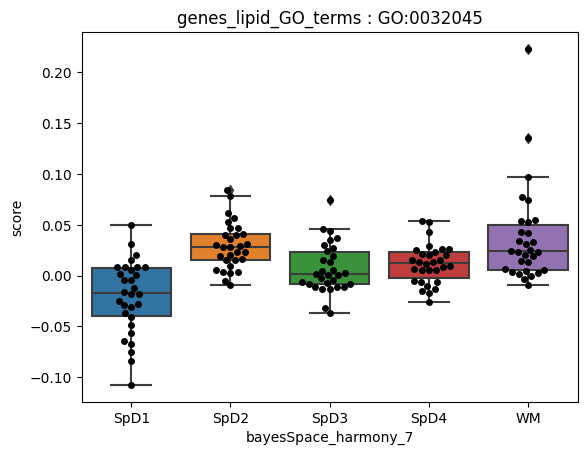 genes_lipid_GO_terms : GO:0032045
score
0.20
0.15
0.10
0.05
0.00
−0.05
−0.10
SpD1 SpD2 SpD3 SpD4 WM
bayesSpace_harmony_7